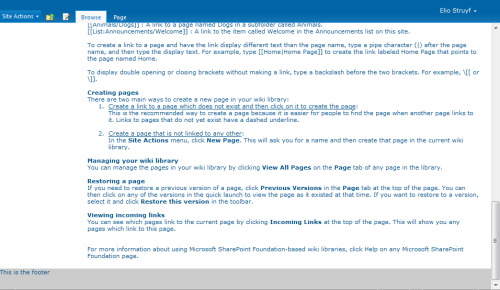 Elio Struyf
Site Actions
Browse
Page
[[Animals/Dogs]] : A link to a page named Dogs in a subfolder called Animals.
[[List:Announcements/Welcome]] : A link to the item called Welcome in the Announcements list on this site.
To create a link to a page and have the link display different text than the page name, type a pipe character (|) after the
page name, and then type the display text. For example, type [[Home|Home Page]] to create the link labeled Home Page that points to
the page named Home.
To display double opening or closing brackets without making a link, type a backslash before the two brackets. For example, \[[ or
\]].
Creating pages
There are two main ways to create a new page in your wiki library:
1. Create a link to a page which does not exist and then click on it to create the page:
This is the recommended way to create a page because it is easier for people to find the page when another page links to
it. Links to pages that do not yet exist have a dashed underline.
2. Create a page that is not linked to any other:
In the Site Actions menu, click New Page. This will ask you for a name and then create that page in the current wiki
library.
Managing your wiki library
You can manage the pages in your wiki library by clicking View All Pages on the Page tab of any page in the library.
Restoring a page
If you need to restore a previous version of a page, click Previous Versions in the Page tab at the top of the page. You can
then click on any of the versions in the quick launch to view the page as it existed at that time. If you want to restore to a version,
select it and click Restore this version in the toolbar.
Viewing incoming links
You can see which pages link to the current page by clicking Incoming Links at the top of the page. This will show you any
pages which link to this page.
For more information about using Microsoft SharePoint Foundation-based wiki libraries, click Help on any Microsoft SharePoint
Foundation page.
This is the footer